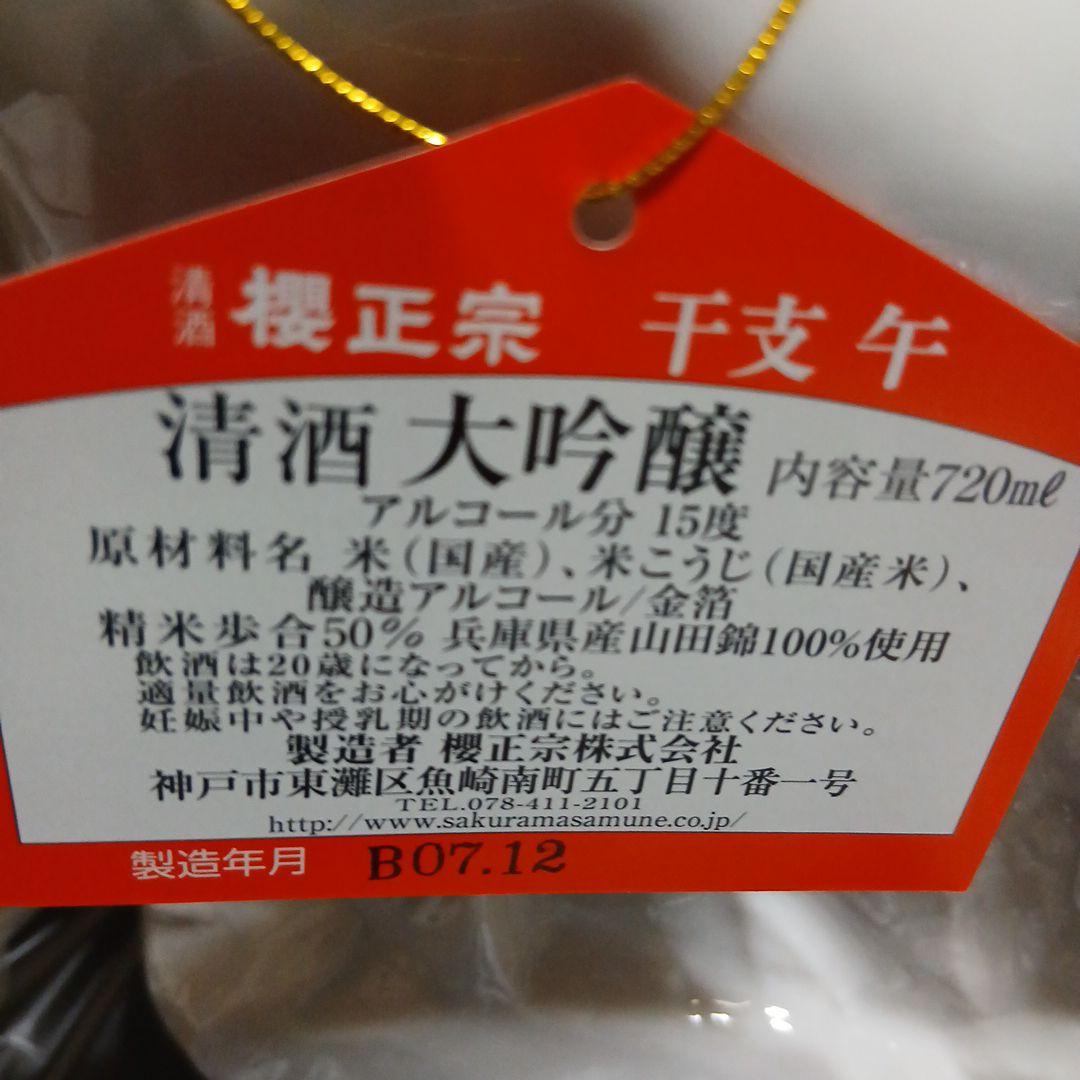 清酒 櫻正宗 干支 午
清酒 大吟醸 内容量720mℓ
アルコール分 15度
原材料名 米（国産）、米こうじ（国産米）、
醸造アルコール/金箔
精米歩合50% 兵庫県産山田錦100%使用
飲酒は20歳になってから。
適量飲酒をお心がけください。
妊娠中や授乳期の飲酒にはご注意ください。
製造者 櫻正宗株式会社
神戸市東灘区魚崎南町五丁目十番一号
TEL.078-411-2101
http://www.sakuramasamune.co.jp/
製造年月 B07.12